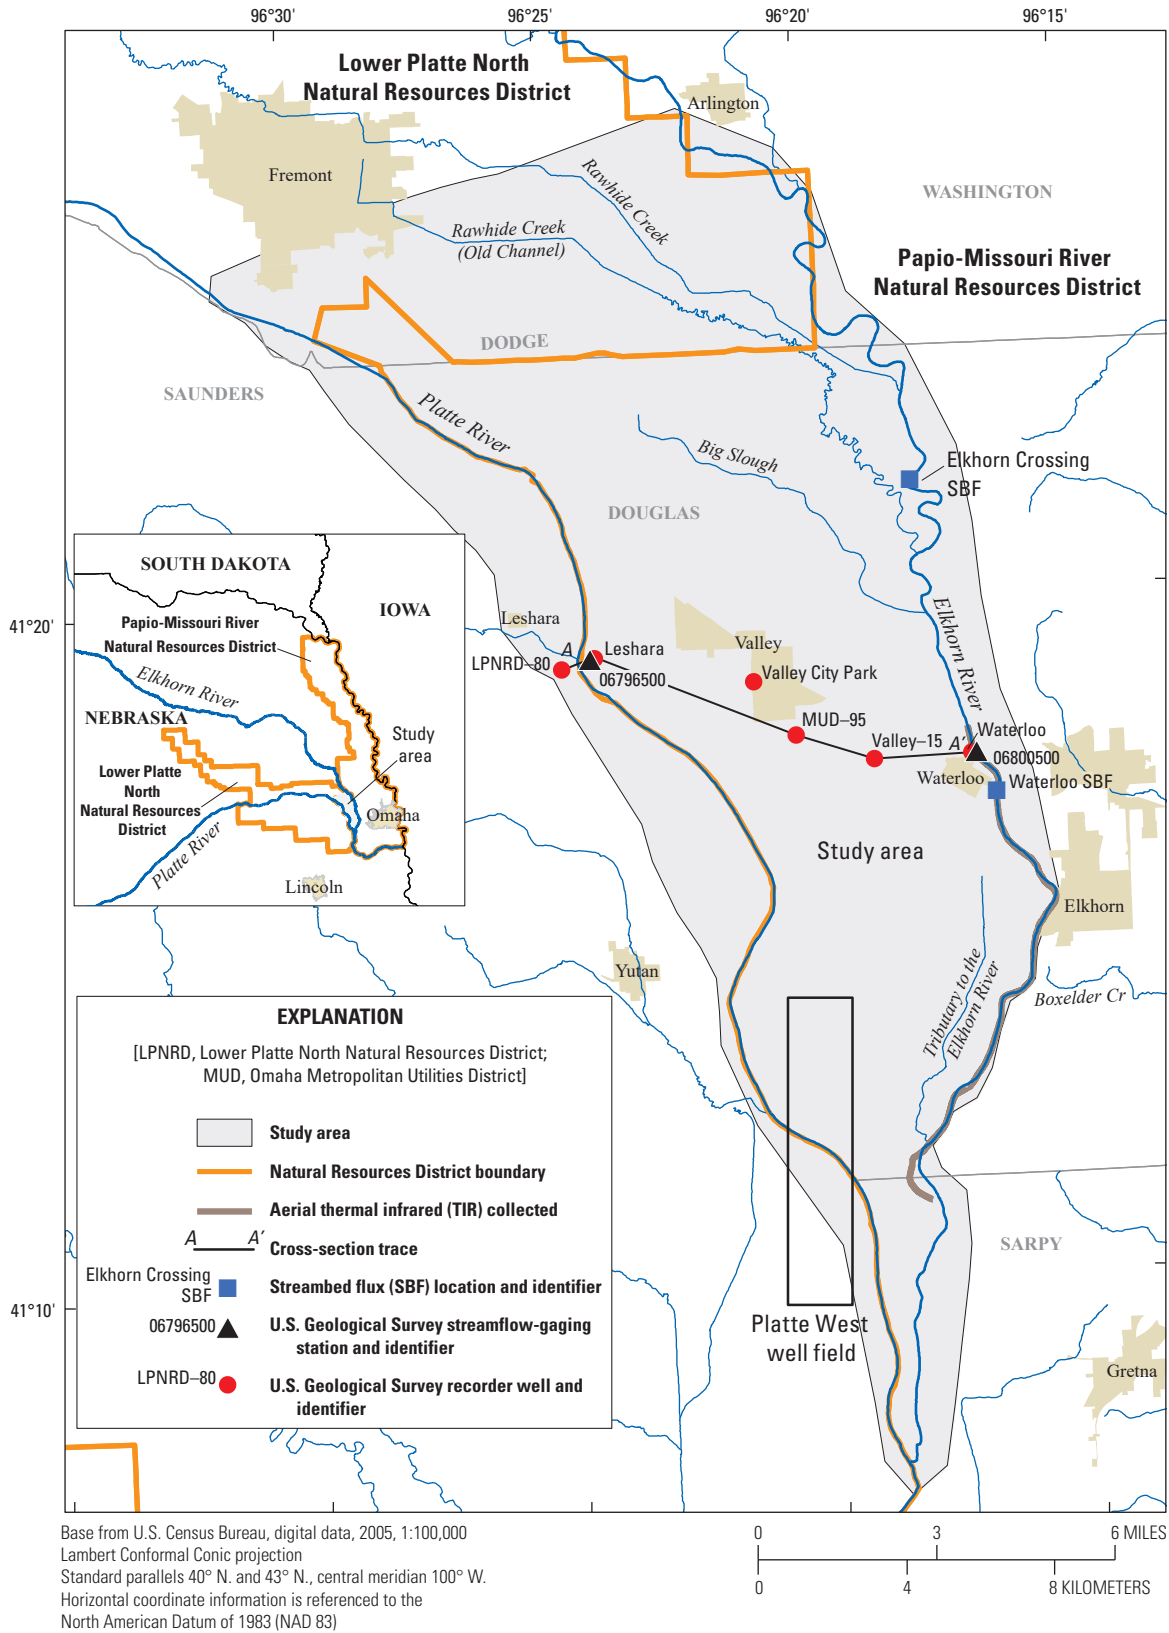 96°30'
96°25'
96°20'
96°15'
Lower Platte North
Natural Resources District
Arlington
Fremont
Rawhide Creek
WASHINGTON
Rawhide Creek
(Old Channel)
Papio-Missouri River
Natural Resources District
DODGE
SAUNDERS
Platte River
Big Slough
Elkhorn Crossing
SBF
DOUGLAS
41°20'
SOUTH DAKOTA
IOWA
Papio-Missouri River
Natural Resources District
Elkhorn River
NEBRASKA
Study
area
Lower Platte
North
Natural Resources
District
Omaha
Platte River
Lincoln
Leshara
A
Leshara
LPNRD–80
06796500
Valley
Valley City Park
Elkhorn River
MUD–95
Valley–15
A'
Waterloo
06800500
Waterloo
Waterloo SBF
Study area
Elkhorn
Yutan
Tributary to the
Elkhorn River
Boxelder Cr
EXPLANATION
[LPNRD, Lower Platte North Natural Resources District;
MUD, Omaha Metropolitan Utilities District]
Study area
Natural Resources District boundary
Aerial thermal infrared (TIR) collected
A A'
Cross-section trace
Elkhorn Crossing
SBF
Streambed flux (SBF) location and identifier
06796500
U.S. Geological Survey streamflow-gaging
station and identifier
LPNRD–80
U.S. Geological Survey recorder well and
identifier
SARPY
41°10'
Platte West
well field
Gretna
Base from U.S. Census Bureau, digital data, 2005, 1:100,000
Lambert Conformal Conic projection
Standard parallels 40° N. and 43° N., central meridian 100° W.
Horizontal coordinate information is referenced to the
North American Datum of 1983 (NAD 83)
0 3 6 MILES
0 4 8 KILOMETERS